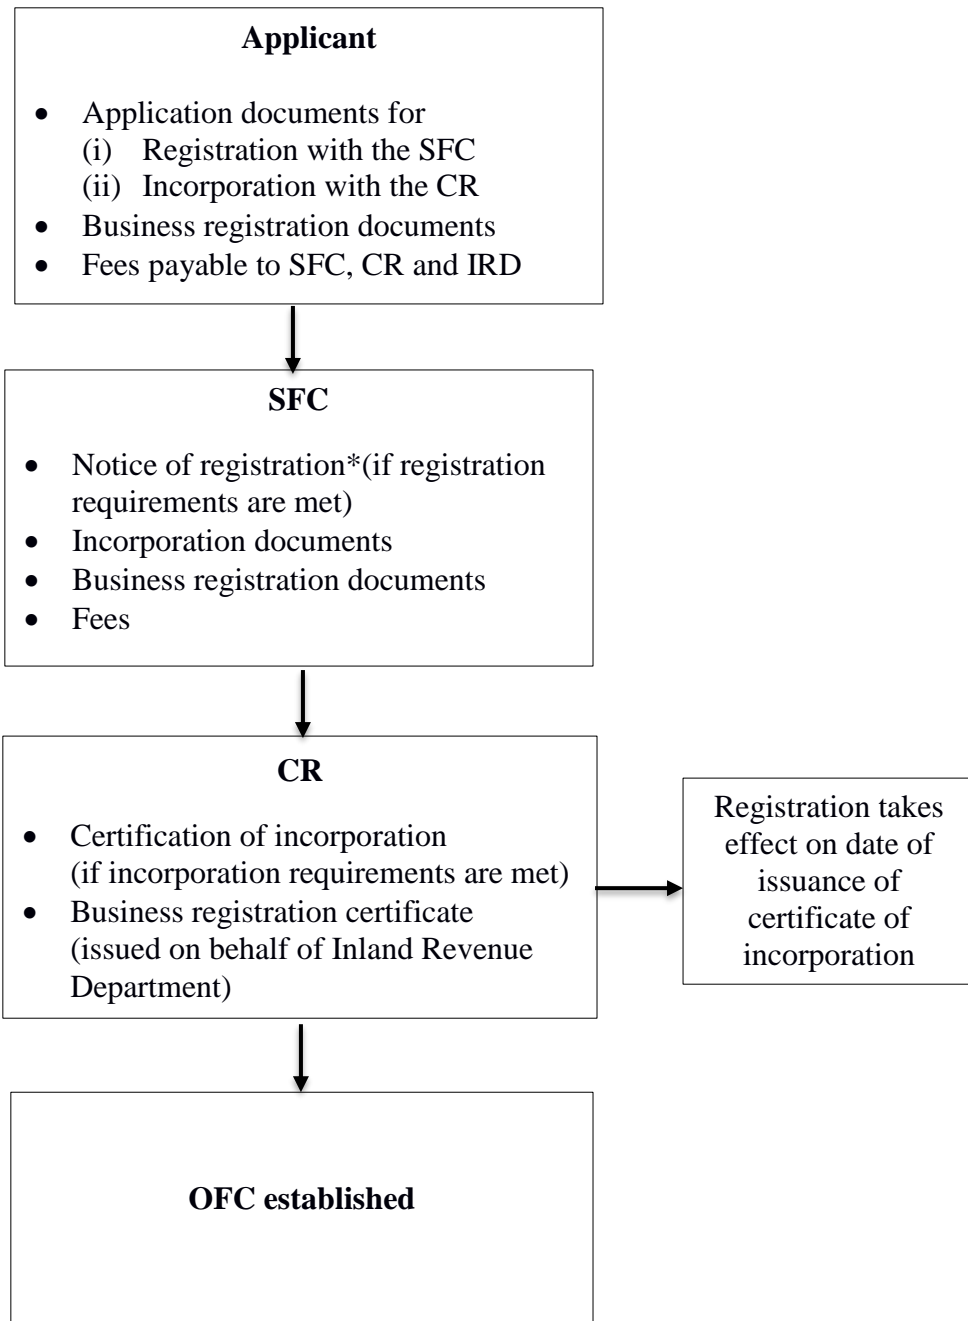 Applicant
• Application documents for
(i) Registration with the SFC
(ii) Incorporation with the CR
• Business registration documents
• Fees payable to SFC, CR and IRD
SFC
• Notice of registration*(if registration
requirements are met)
• Incorporation documents
• Business registration documents
• Fees
CR
• Certification of incorporation
(if incorporation requirements are met)
• Business registration certificate
(issued on behalf of Inland Revenue
Department)
Registration takes
effect on date of
issuance of
certificate of
incorporation
OFC established